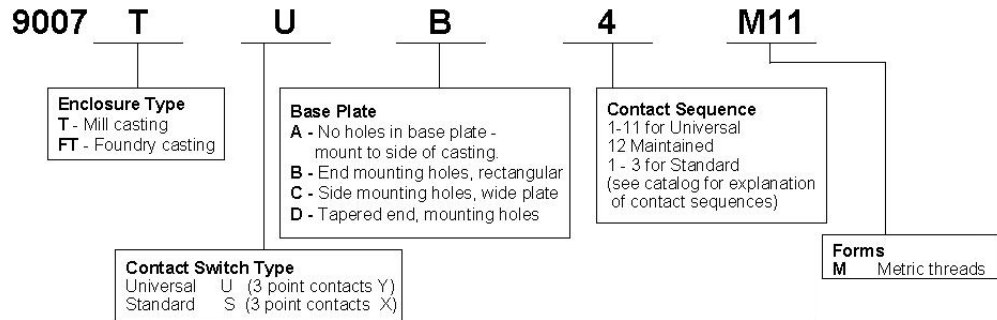 9007 T U B 4 M11
Enclosure Type
T - Mill casting
FT - Foundry casting
Base Plate
A - No holes in base plate -
mount to side of casting.
B - End mounting holes, rectangular
C - Side mounting holes, wide plate
D - Tapered end, mounting holes
Contact Sequence
1-11 for Universal
12 Maintained
1 - 3 for Standard
(see catalog for explanation
of contact sequences)
Contact Switch Type
Universal U (3 point contacts Y)
Standard S (3 point contacts X)
Forms
M Metric threads